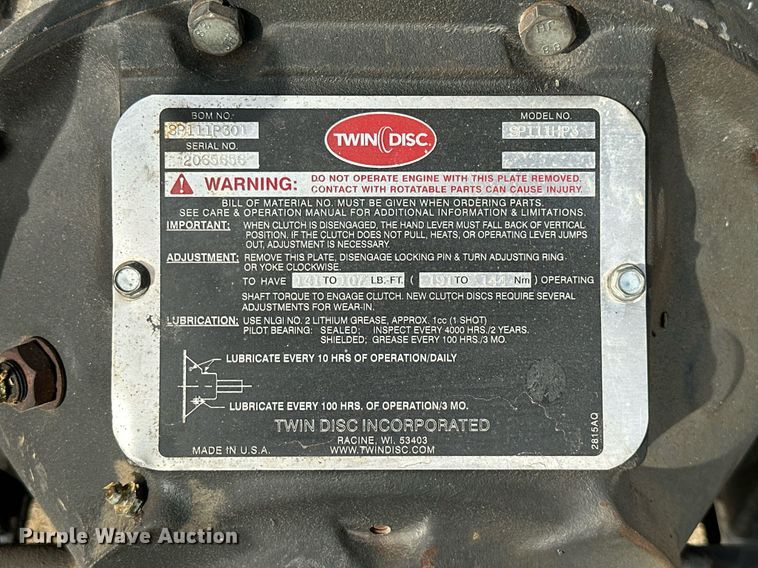 BOM NO.
SP111P301
SERIAL NO.
TWIN DISC
MODEL NO.
SP111HP3
WARNING: DO NOT OPERATE ENGINE WITH THIS PLATE REMOVED.
CONTACT WITH ROTATABLE PARTS CAN CAUSE INJURY.
BILL OF MATERIAL NO. MUST BE GIVEN WHEN ORDERING PARTS.
SEE CARE & OPERATION MANUAL FOR ADDITIONAL INFORMATION & LIMITATIONS.
IMPORTANT: WHEN CLUTCH IS DISENGAGED, THE HAND LEVER MUST FALL BACK OF VERTICAL
POSITION. IF THE CLUTCH DOES NOT PULL, HEATS, OR OPERATING LEVER JUMPS
OUT, ADJUSTMENT IS NECESSARY.
ADJUSTMENT: REMOVE THIS PLATE, DISENGAGE LOCKING PIN & TURN ADJUSTING RING
OR YOKE CLOCKWISE.
TO HAVE TO LB.-FT. ( TO Nm) OPERATING
SHAFT TORQUE TO ENGAGE CLUTCH. NEW CLUTCH DISCS REQUIRE SEVERAL
ADJUSTMENTS FOR WEAR-IN.
LUBRICATION: USE NLGI NO. 2 LITHIUM GREASE, APPROX. 1cc (1 SHOT)
PILOT BEARING: SEALED; INSPECT EVERY 4000 HRS./2 YEARS.
SHIELDED; GREASE EVERY 100 HRS./3 MO.
LUBRICATE EVERY 10 HRS OF OPERATION/DAILY
LUBRICATE EVERY 100 HRS. OF OPERATION/3 MO.
TWIN DISC INCORPORATED
RACINE, WI. 53403
MADE IN U.S.A. WWW.TWINDISC.COM
2815AQ
Purple Wave Auction